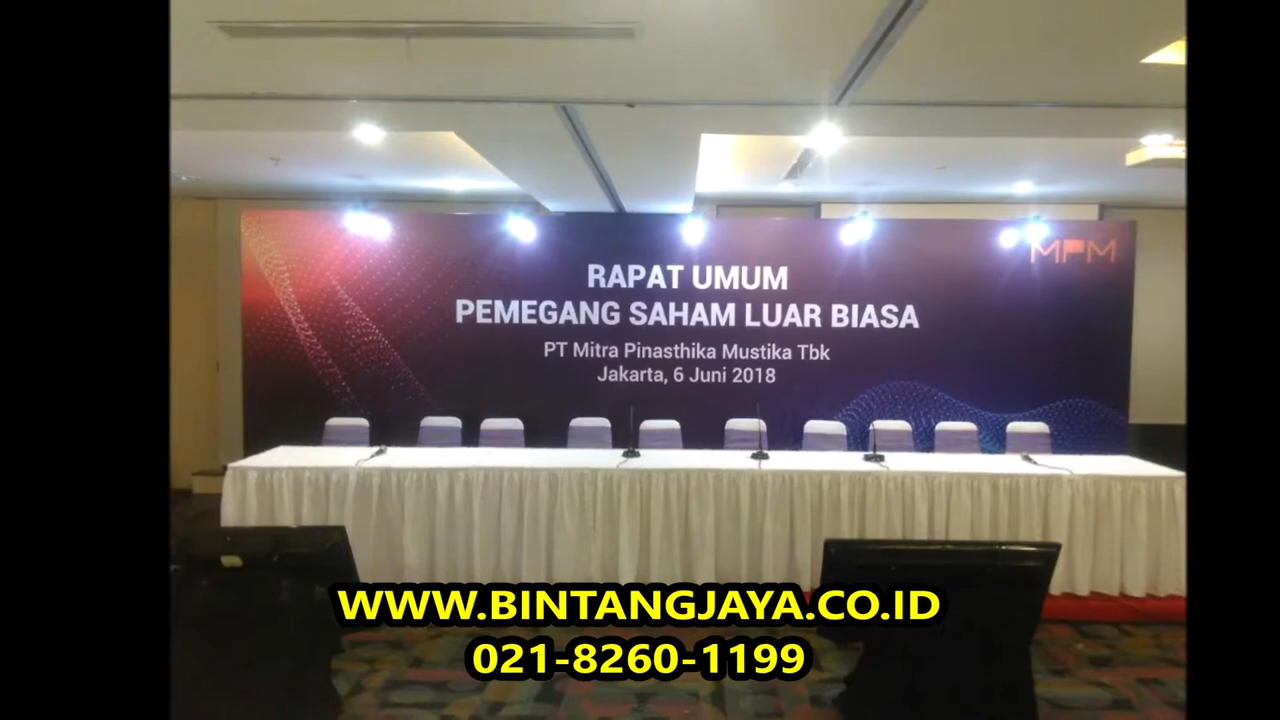 MPM
RAPAT UMUM
PEMEGANG SAHAM LUAR BIASA
PT Mitra Pinasthika Mustika Tbk
Jakarta, 6 Juni 2018
WWW.BINTANGJAYA.CO.ID
021-8260-1199